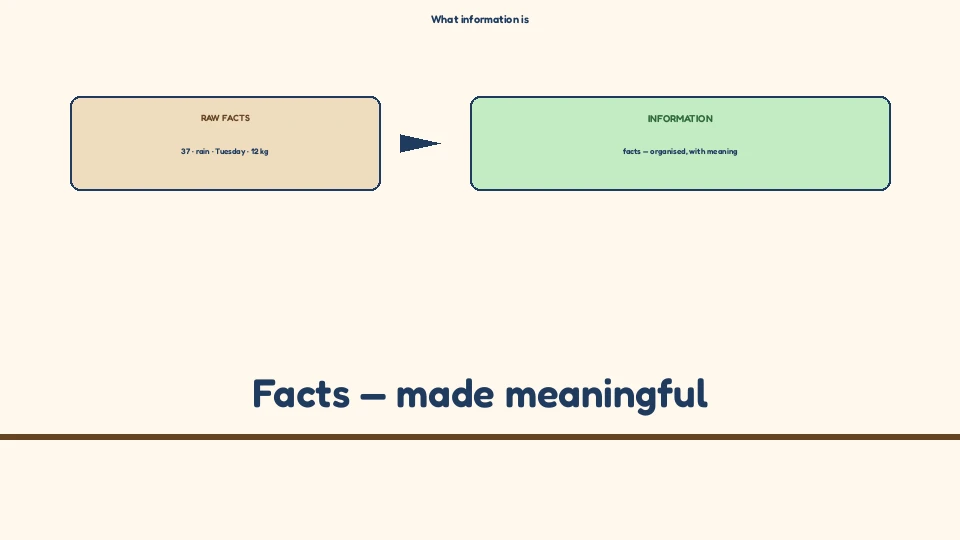 What information is
RAW FACTS
37 · rain · Tuesday · 12 kg
INFORMATION
facts — organised, with meaning
Facts — made meaningful